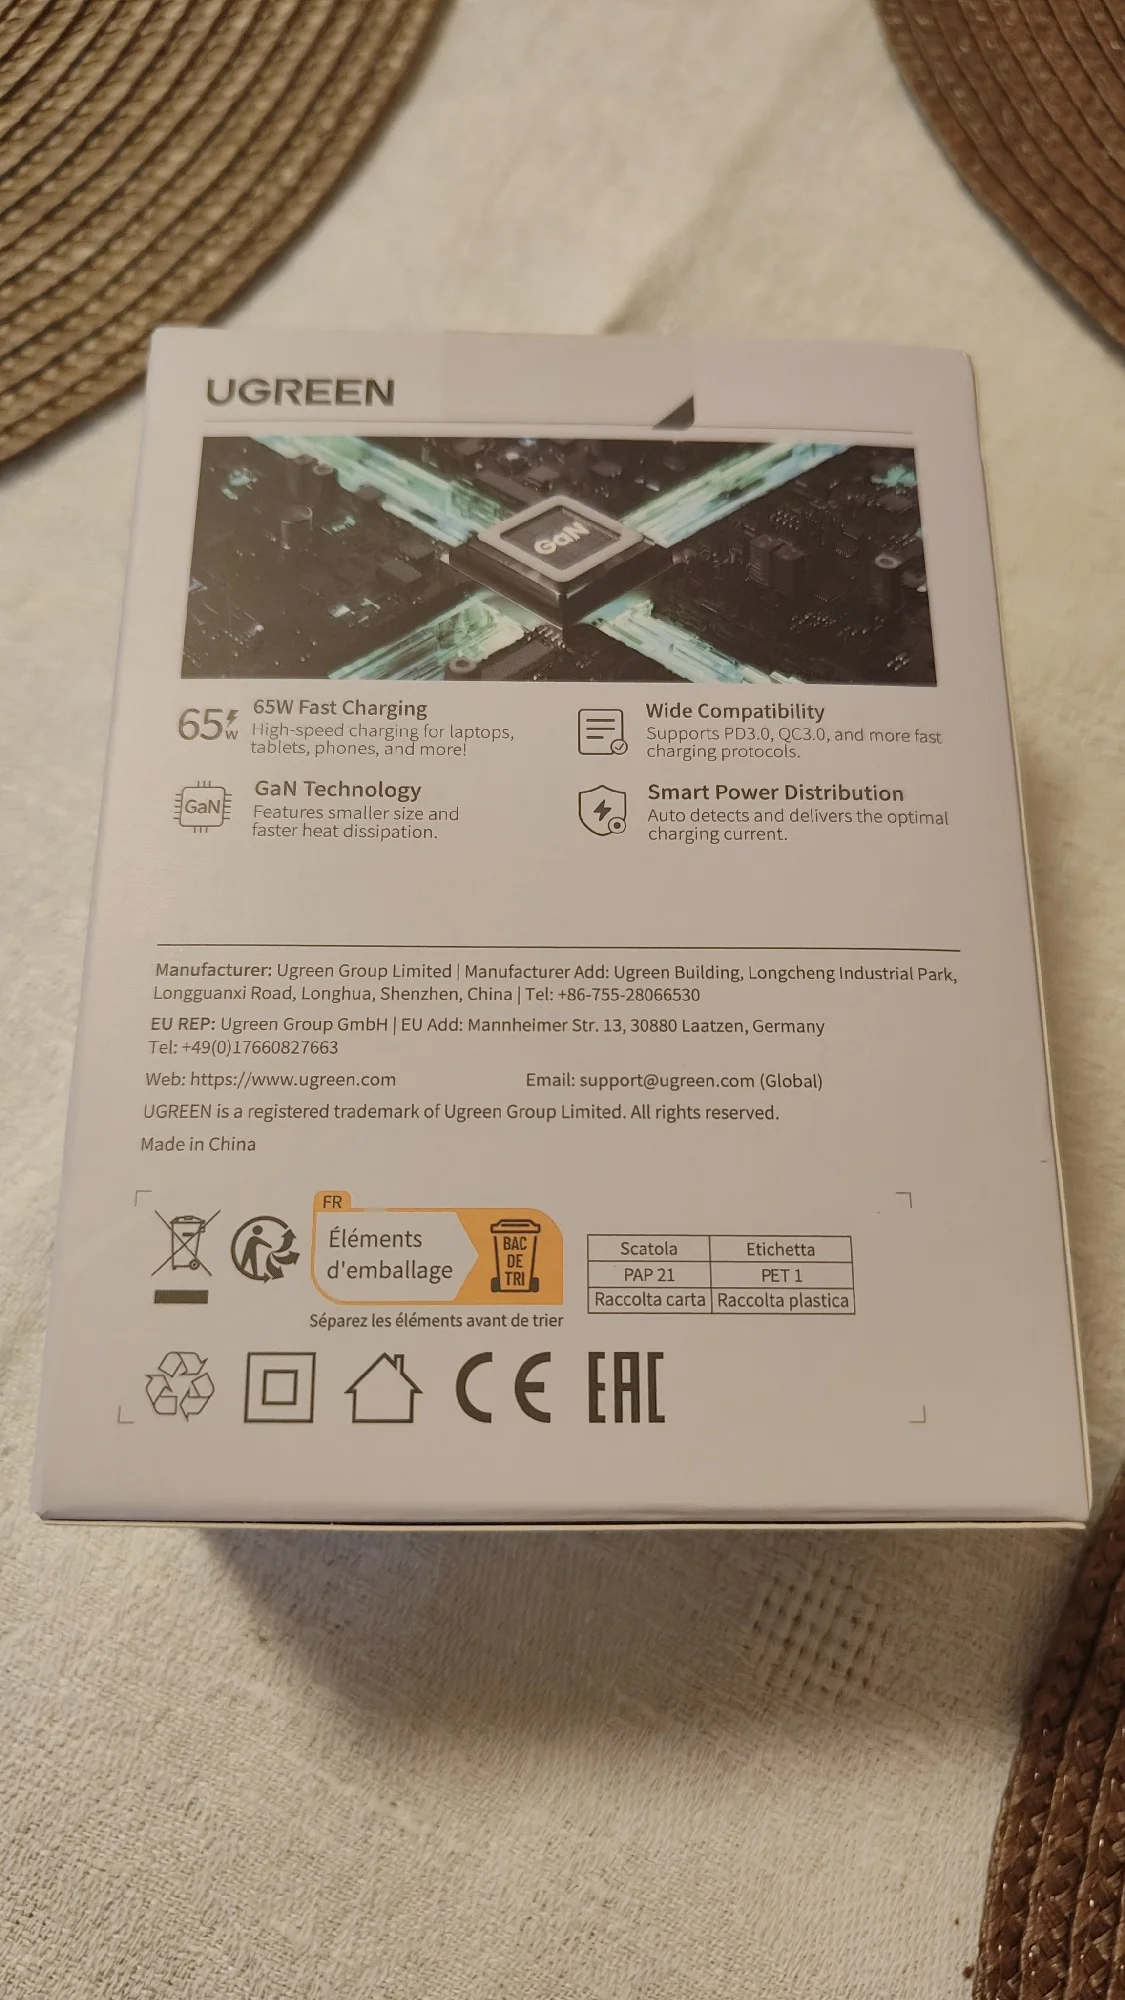 UGREEN
GaN
65W
65W Fast Charging
High-speed charging for laptops,
tablets, phones, and more!
Wide Compatibility
Supports PD3.0, QC3.0, and more fast
charging protocols.
GaN
GaN Technology
Features smaller size and
faster heat dissipation.
Smart Power Distribution
Auto detects and delivers the optimal
charging current.
Manufacturer: Ugreen Group Limited | Manufacturer Add: Ugreen Building, Longcheng Industrial Park,
Longguanxi Road, Longhua, Shenzhen, China | Tel: +86-755-28066530
EU REP: Ugreen Group GmbH | EU Add: Mannheimer Str. 13, 30880 Laatzen, Germany
Tel: +49(0)17660827663
Web: https://www.ugreen.com Email: support@ugreen.com (Global)
UGREEN is a registered trademark of Ugreen Group Limited. All rights reserved.
Made in China
FR
Éléments
d'emballage
BAC
DE
TRI
Séparez les éléments avant de trier
Scatola Etichetta
PAP 21 PET 1
Raccolta carta Raccolta plastica
CE EAC